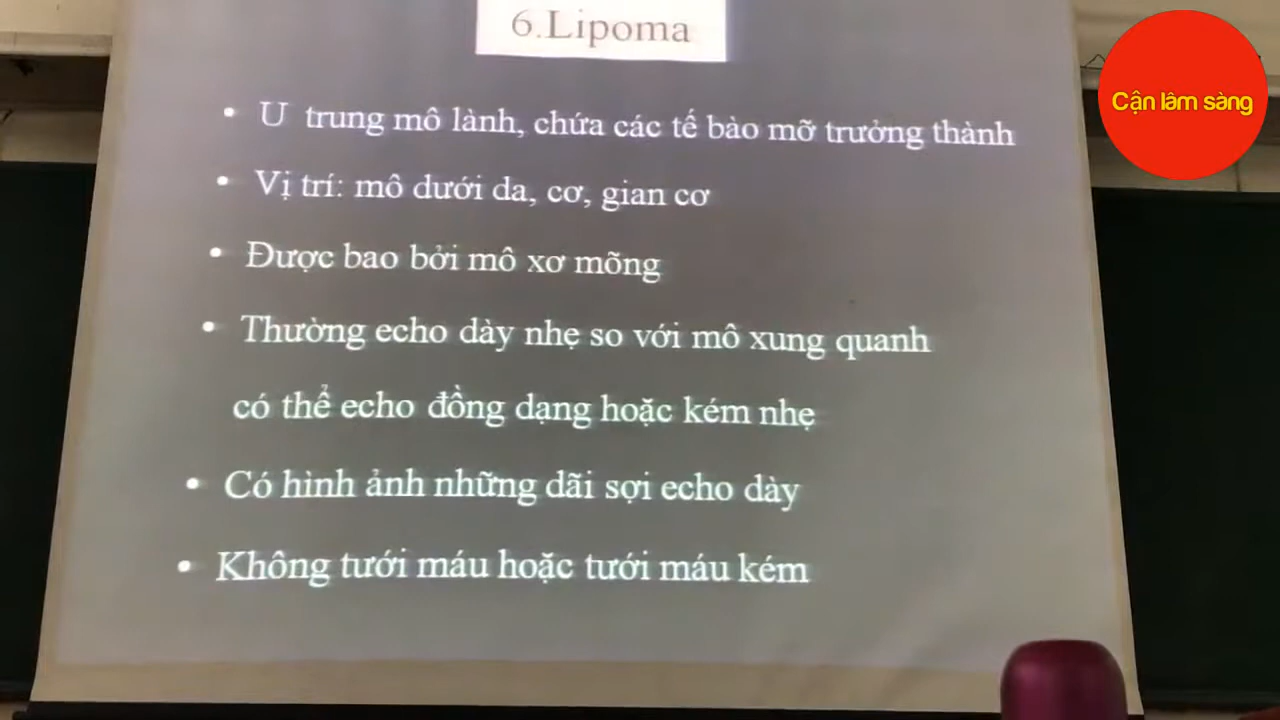 6.Lipoma
Cận lâm sàng
• U trung mô lành, chứa các tế bào mỡ trưởng thành
• Vị trí: mô dưới da, cơ, gian cơ
• Được bao bởi mô xơ mõng
• Thường echo dày nhẹ so với mô xung quanh
có thể echo đồng dạng hoặc kém nhẹ
• Có hình ảnh những dãi sợi echo dày
• Không tưới máu hoặc tưới máu kém